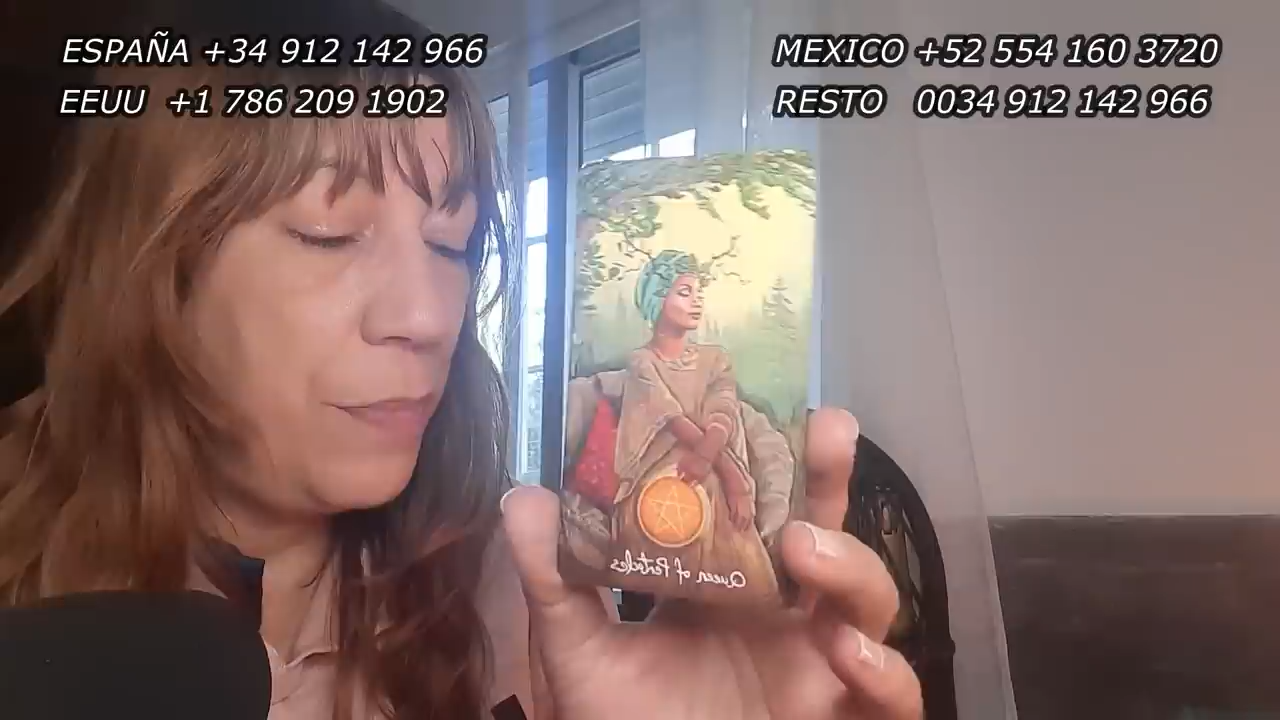 ESPAÑA +34 912 142 966
EEUU +1 786 209 1902
MEXICO +52 554 160 3720
RESTO 0034 912 142 966
Queen of Pentacles